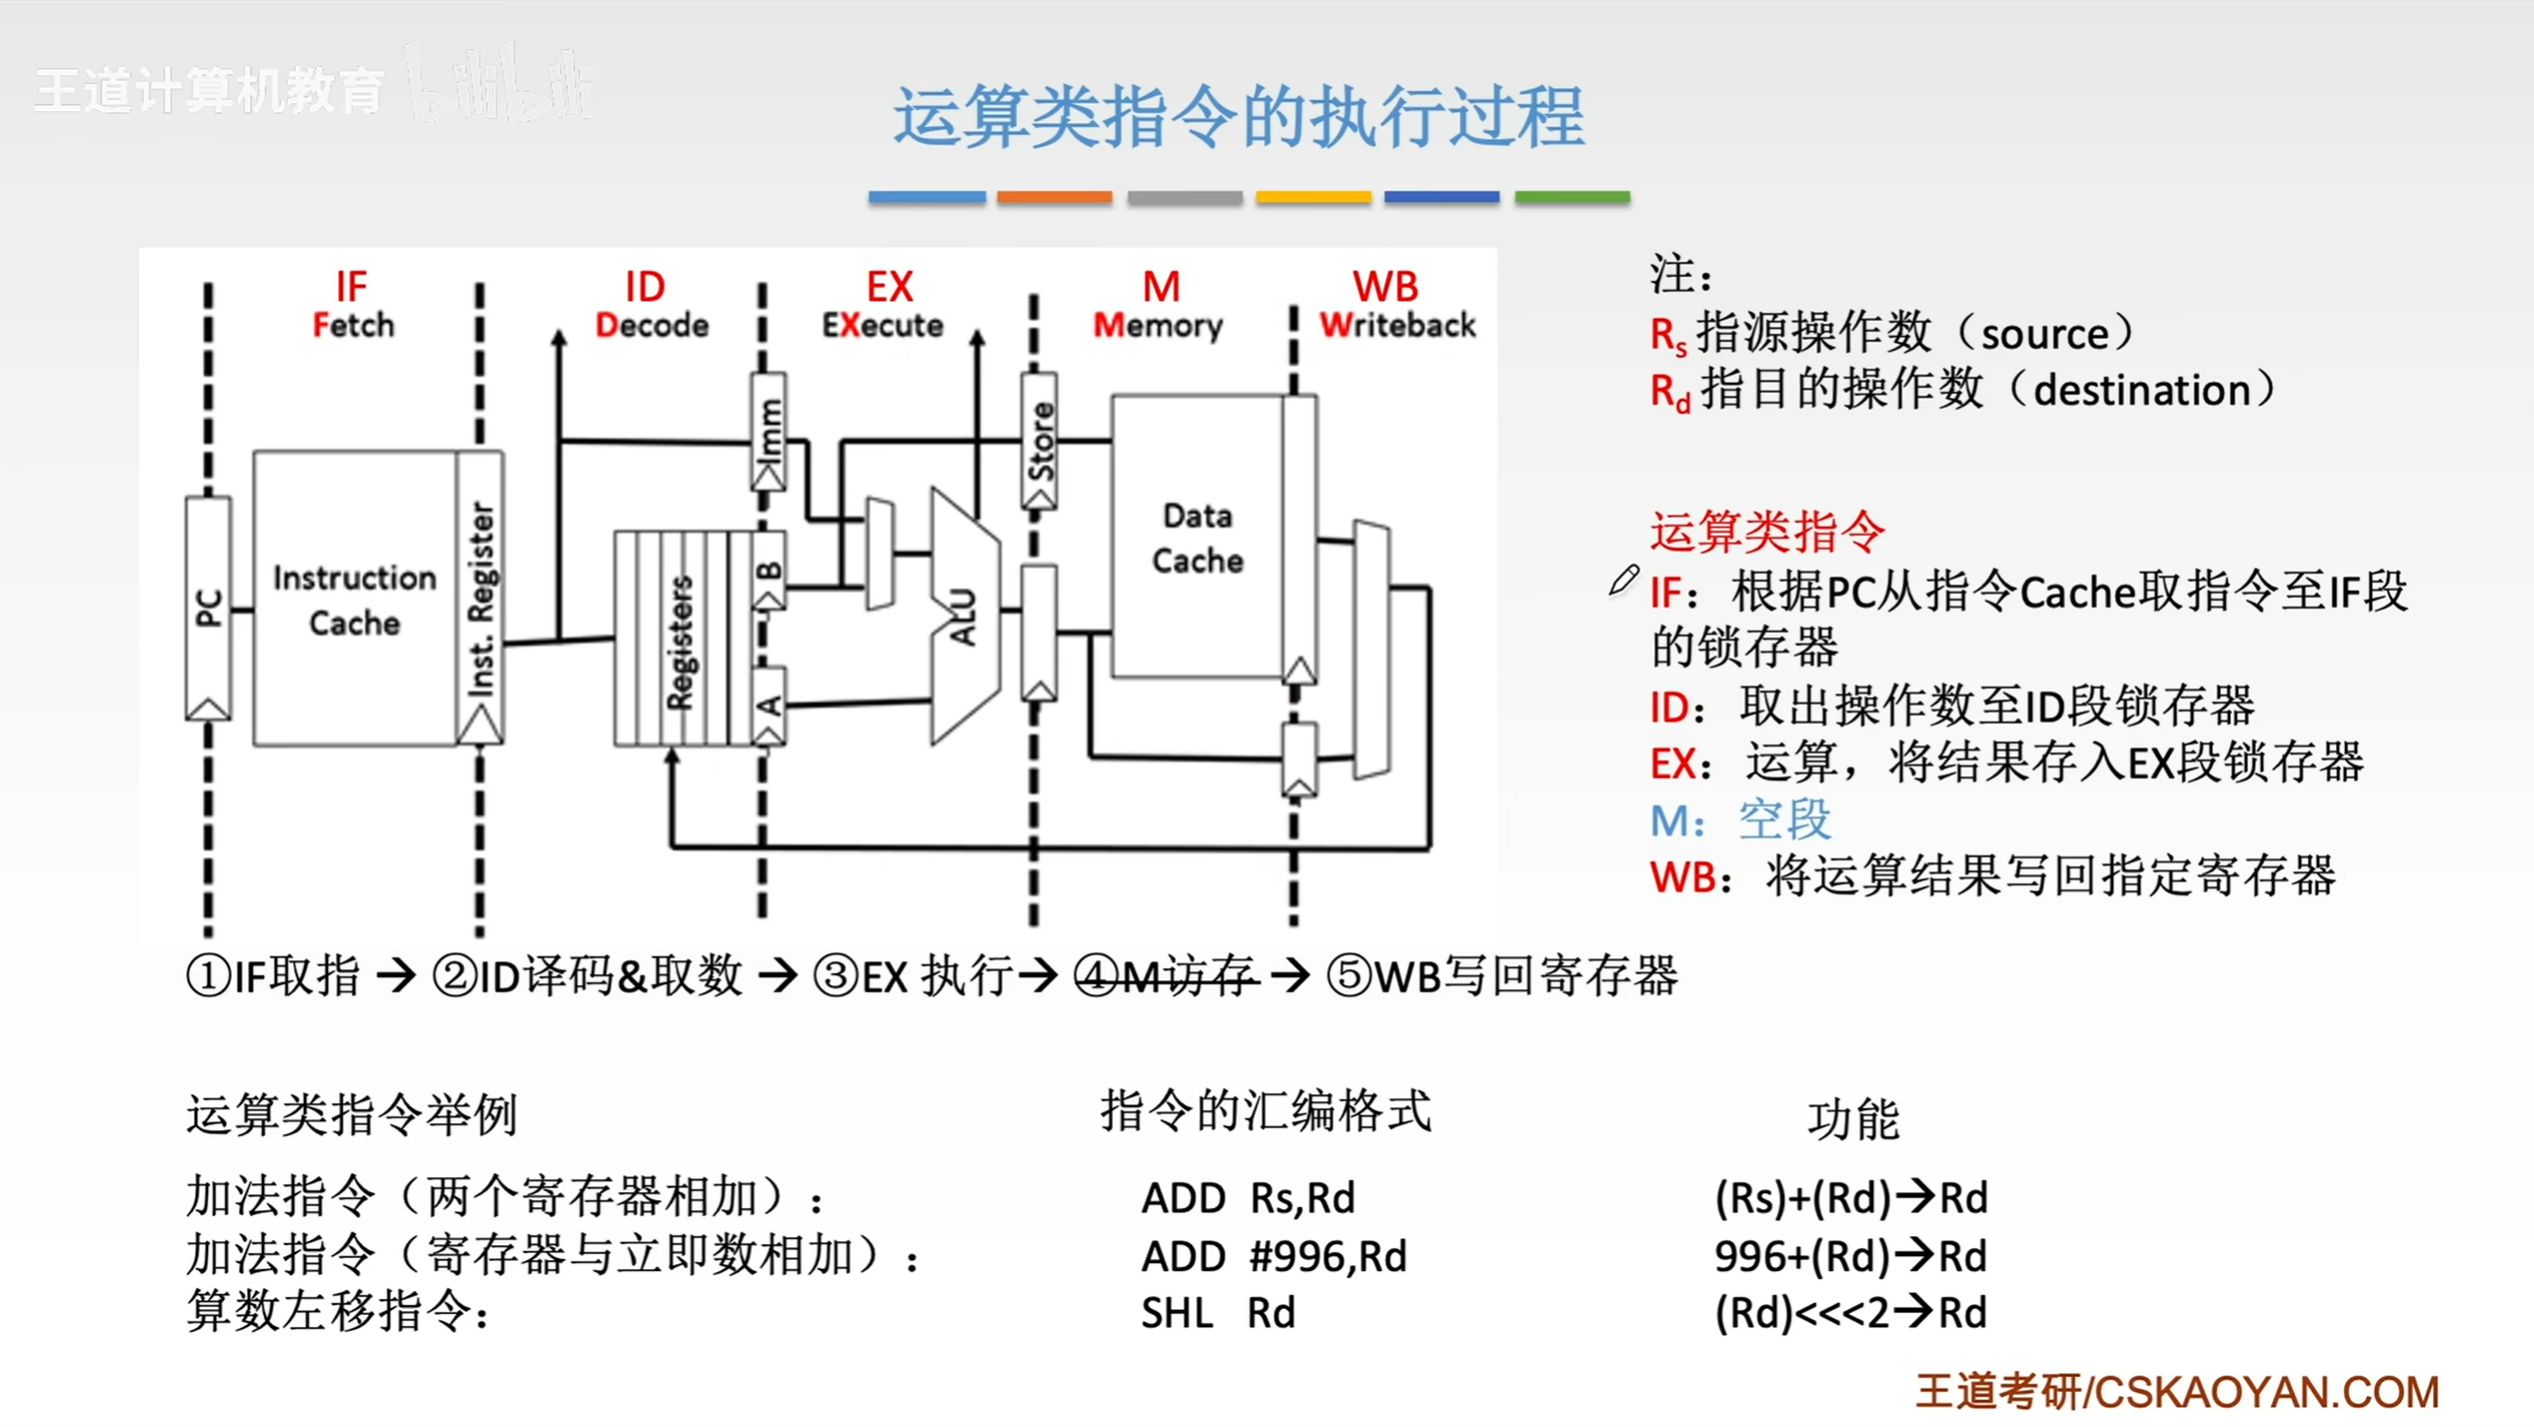 王道计算机教育 bilibili
运算类指令的执行过程
IF
Fetch
ID
Decode
EX
EXecute
M
Memory
WB
Writeback
PC
Instruction
Cache
Inst. Register
Registers
Imm
B
A
ALU
Store
Data
Cache
注：
Rs 指源操作数（source）
Rd 指目的操作数（destination）
运算类指令
IF：根据PC从指令Cache取指令至IF段
的锁存器
ID：取出操作数至ID段锁存器
EX：运算，将结果存入EX段锁存器
M：空段
WB：将运算结果写回指定寄存器
①IF取指 → ②ID译码&取数 → ③EX 执行→ ④M访存 → ⑤WB写回寄存器
运算类指令举例 指令的汇编格式 功能
加法指令（两个寄存器相加）： ADD Rs,Rd (Rs)+(Rd)→Rd
加法指令（寄存器与立即数相加）： ADD #996,Rd 996+(Rd)→Rd
算数左移指令： SHL Rd (Rd)<<<2→Rd
王道考研/CSKAOYAN.COM